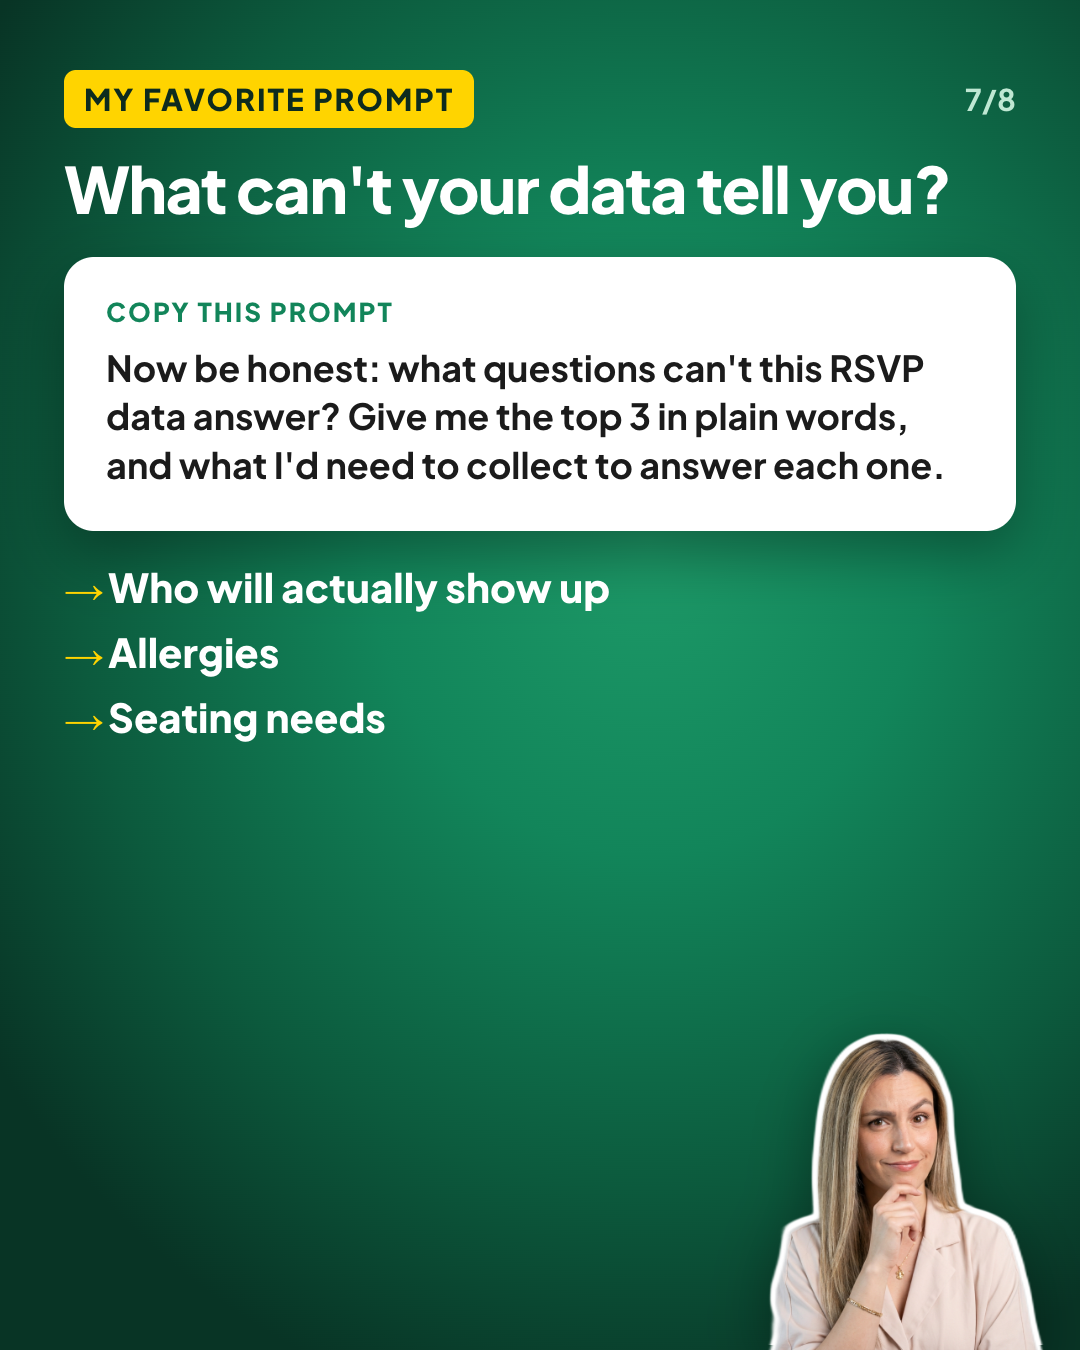 MY FAVORITE PROMPT
7/8
What can't your data tell you?
COPY THIS PROMPT
Now be honest: what questions can't this RSVP
data answer? Give me the top 3 in plain words,
and what I'd need to collect to answer each one.
→ Who will actually show up
→ Allergies
→ Seating needs